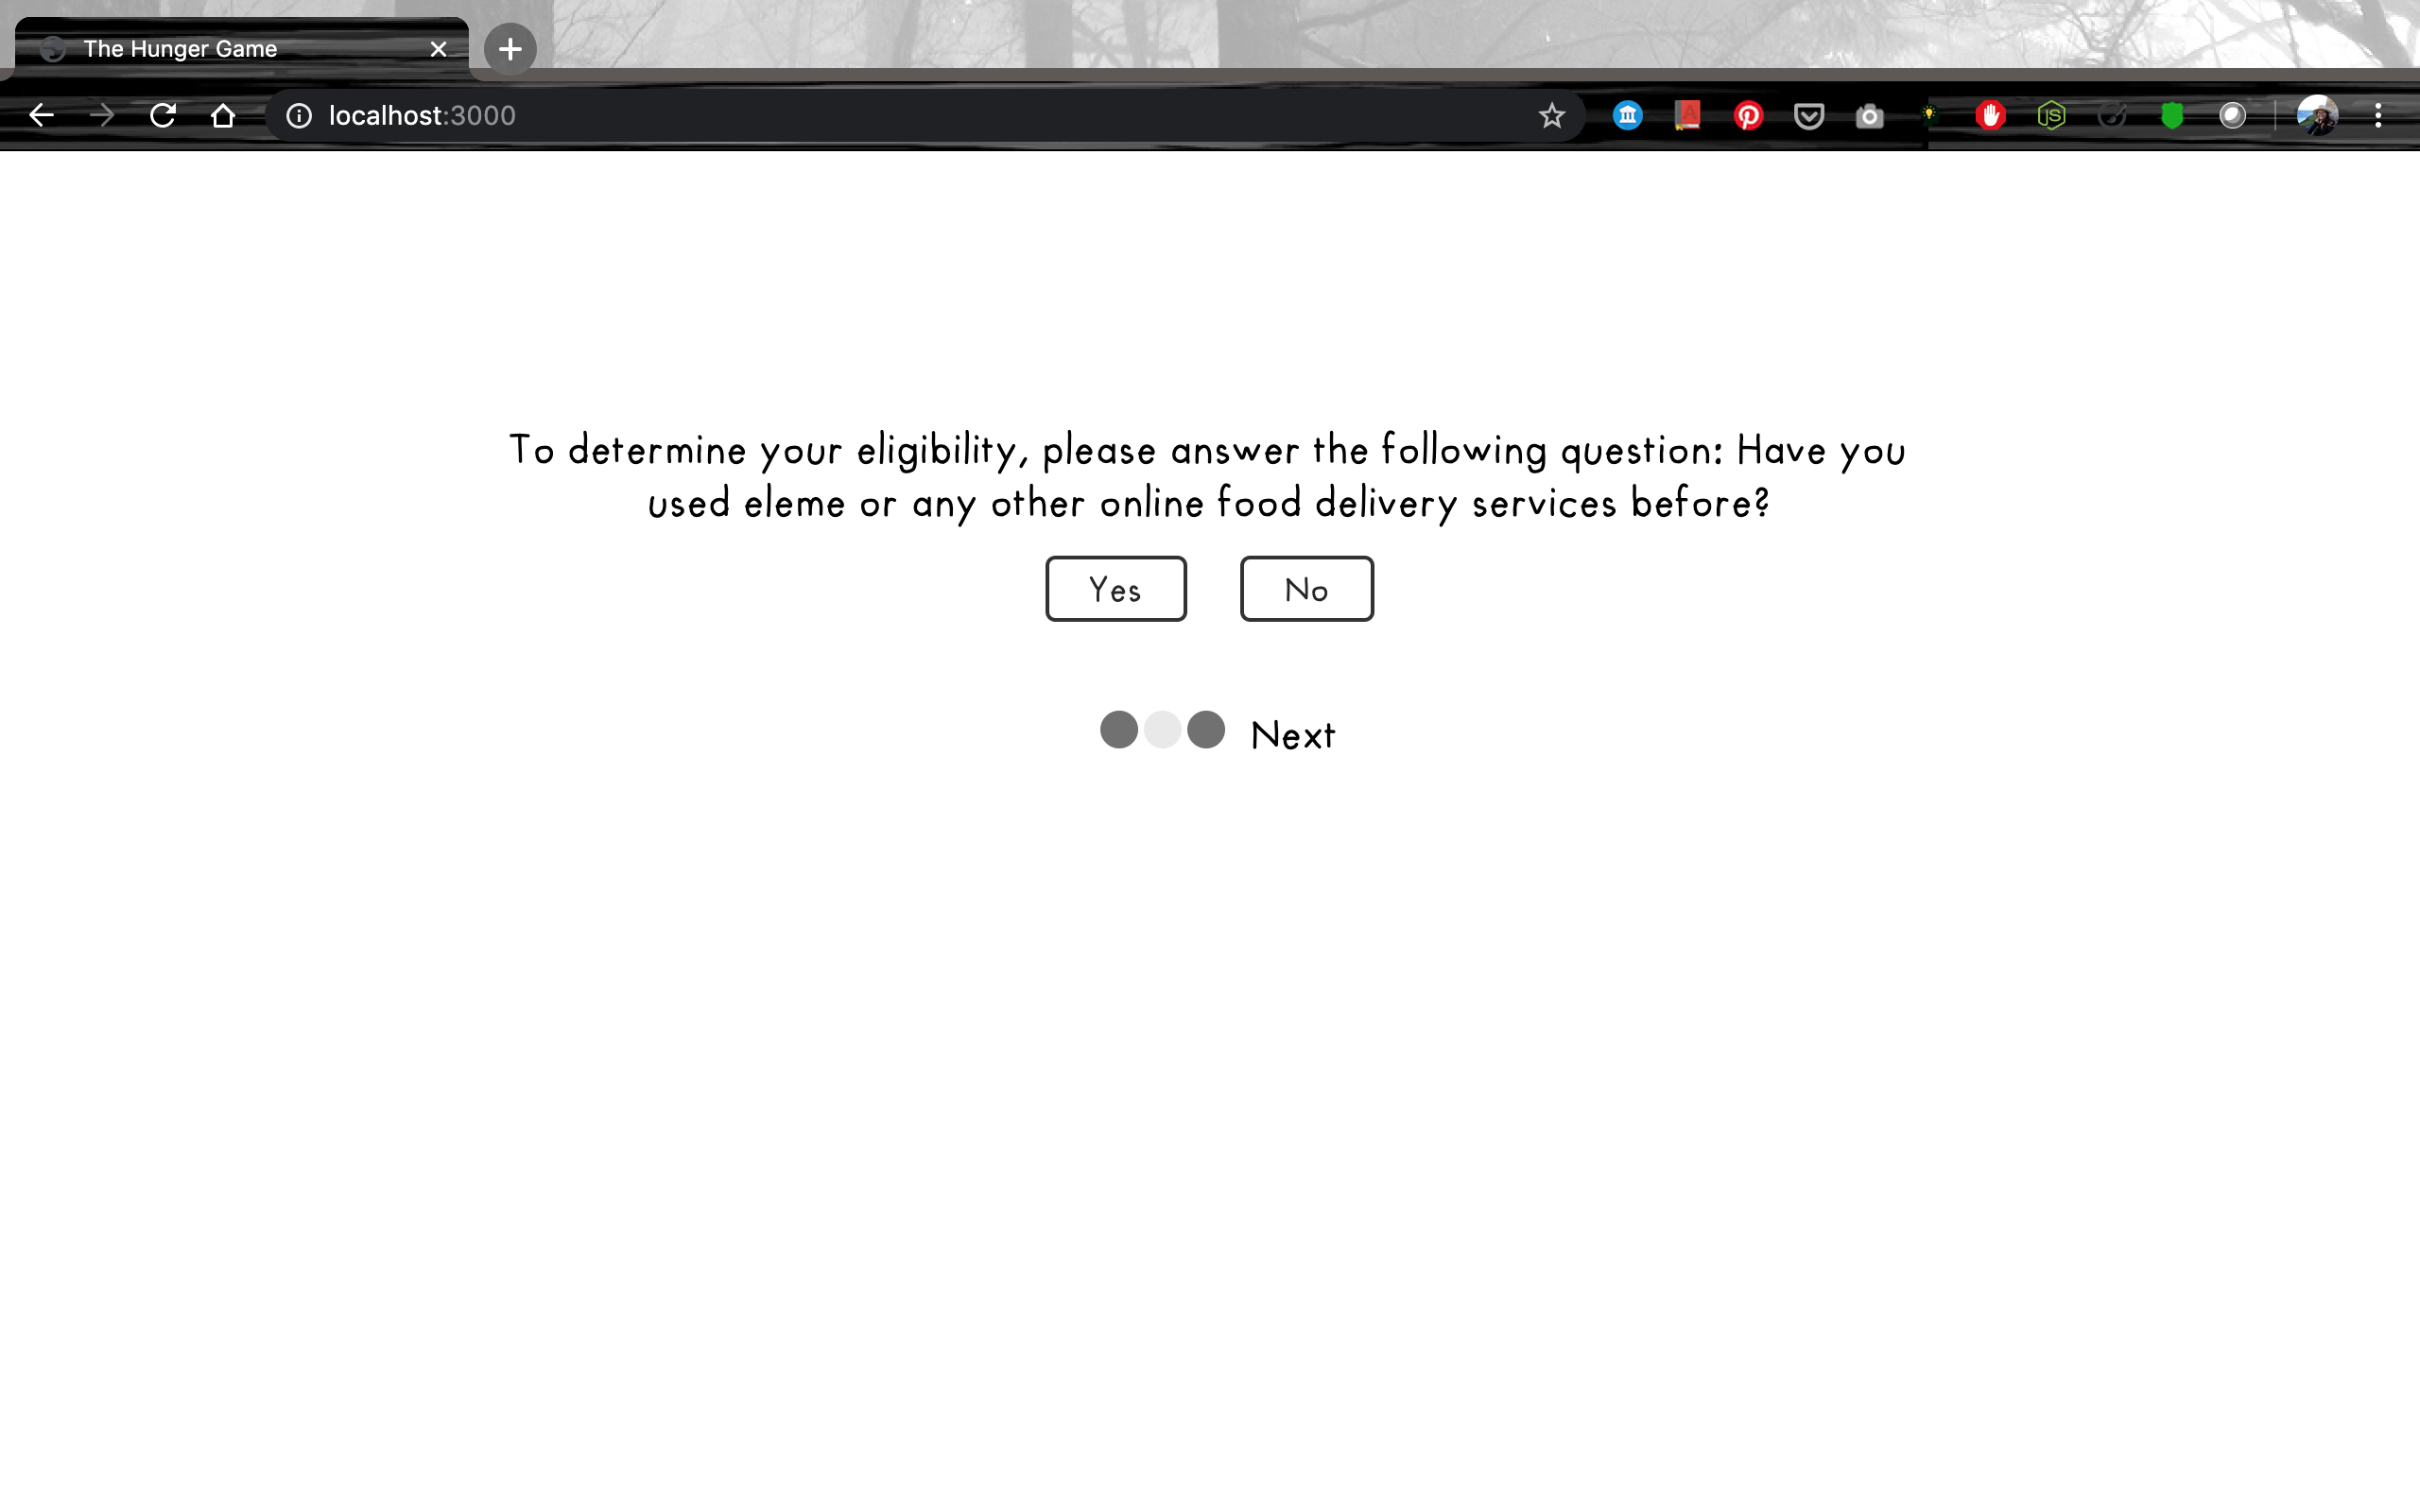 The Hunger Game
localhost:3000
To determine your eligibility, please answer the following question: Have you
used eleme or any other online food delivery services before?
Yes No
Next